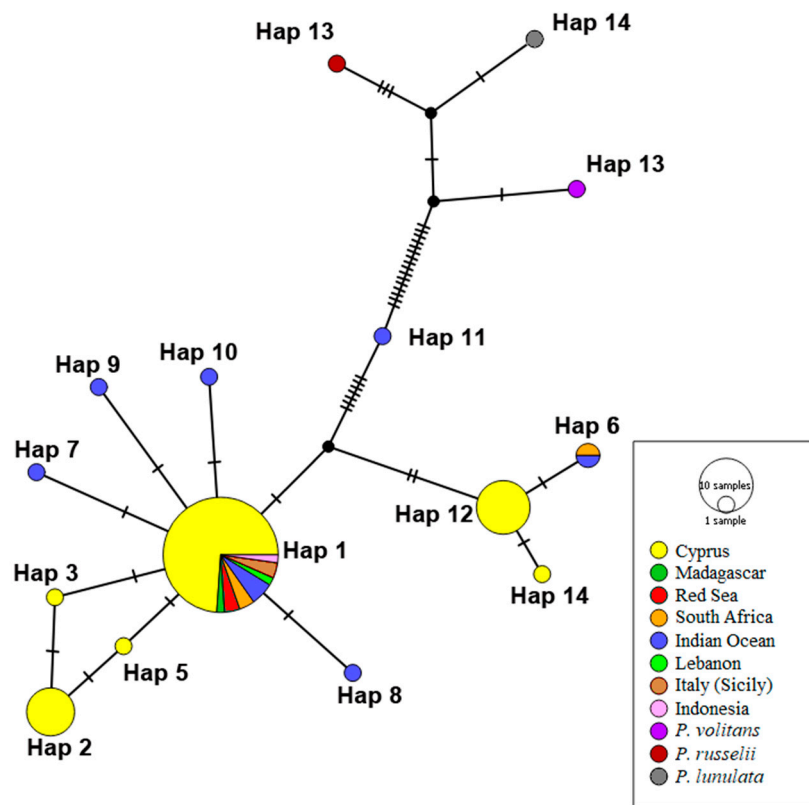 Hap 13
Hap 14
Hap 13
Hap 11
Hap 10
Hap 9
Hap 7
Hap 6
Hap 12
Hap 14
Hap 1
Hap 3
Hap 5
Hap 8
Hap 2
10 samples
1 sample
Cyprus
Madagascar
Red Sea
South Africa
Indian Ocean
Lebanon
Italy (Sicily)
Indonesia
P. volitans
P. russelii
P. lunulata